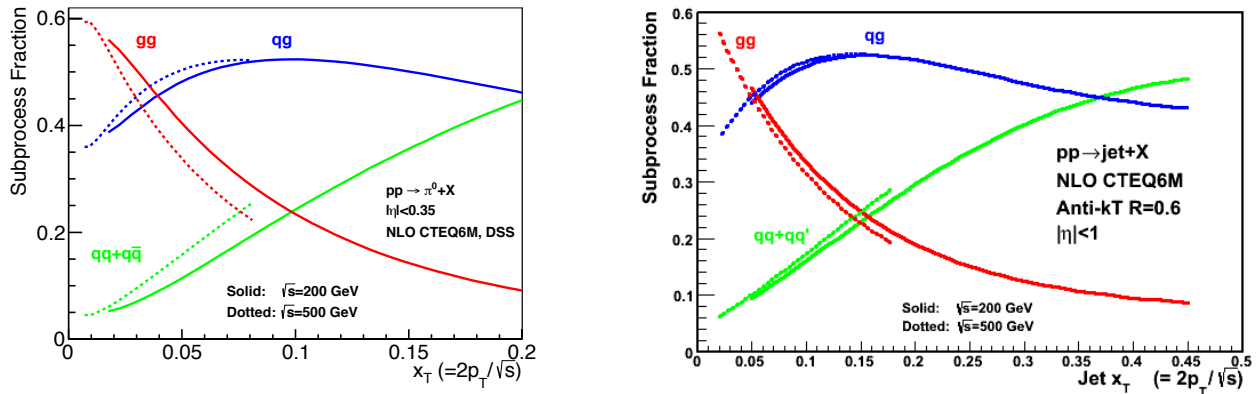 Subprocess Fraction
0.6
0.4
0.2
0
gg
qg
qq+qq̅
pp → π⁰+X
|η|<0.35
NLO CTEQ6M, DSS
Solid: √s=200 GeV
Dotted: √s=500 GeV
0 0.05 0.1 0.15 0.2
x_T (=2p_T/√s)
Subprocess Fraction
0.6
0.5
0.4
0.3
0.2
0.1
0
gg
qg
qq+qq'
pp→jet+X
NLO CTEQ6M
Anti-kT R=0.6
|η|<1
Solid: √s=200 GeV
Dotted: √s=500 GeV
0 0.05 0.1 0.15 0.2 0.25 0.3 0.35 0.4 0.45 0.5
Jet x_T (= 2p_T/√s)